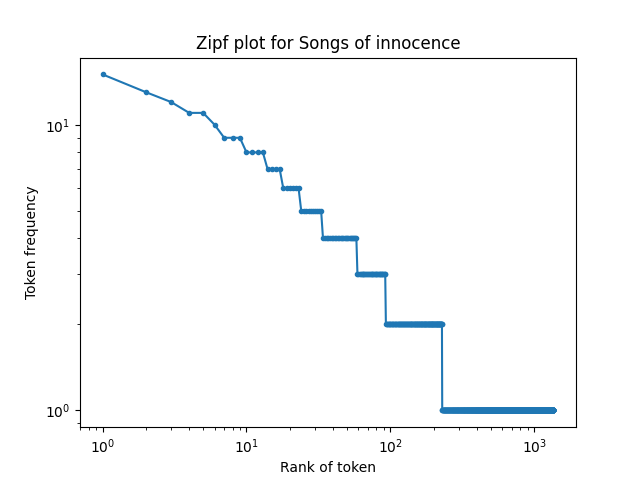 Zipf plot for Songs of innocence
Token frequency
10¹
10⁰
10⁰ 10¹ 10² 10³
Rank of token